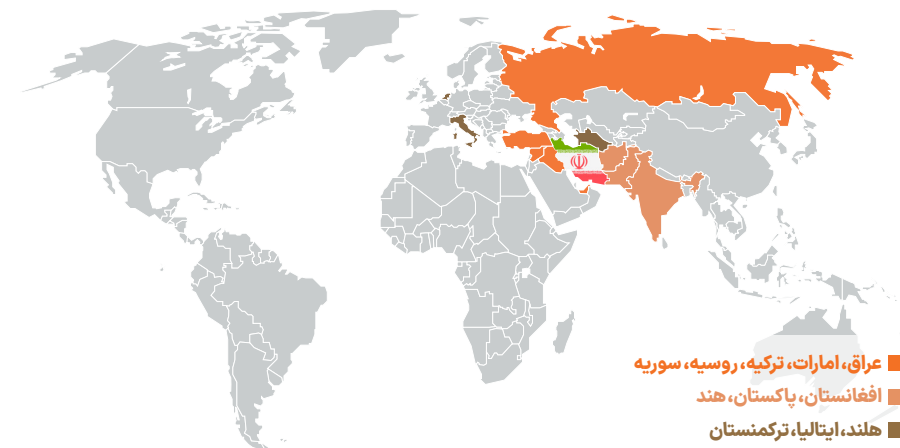 عراق، امارات، ترکیه، روسیه، سوریه
افغانستان، پاکستان، هند
هلند، ایتالیا، ترکمنستان